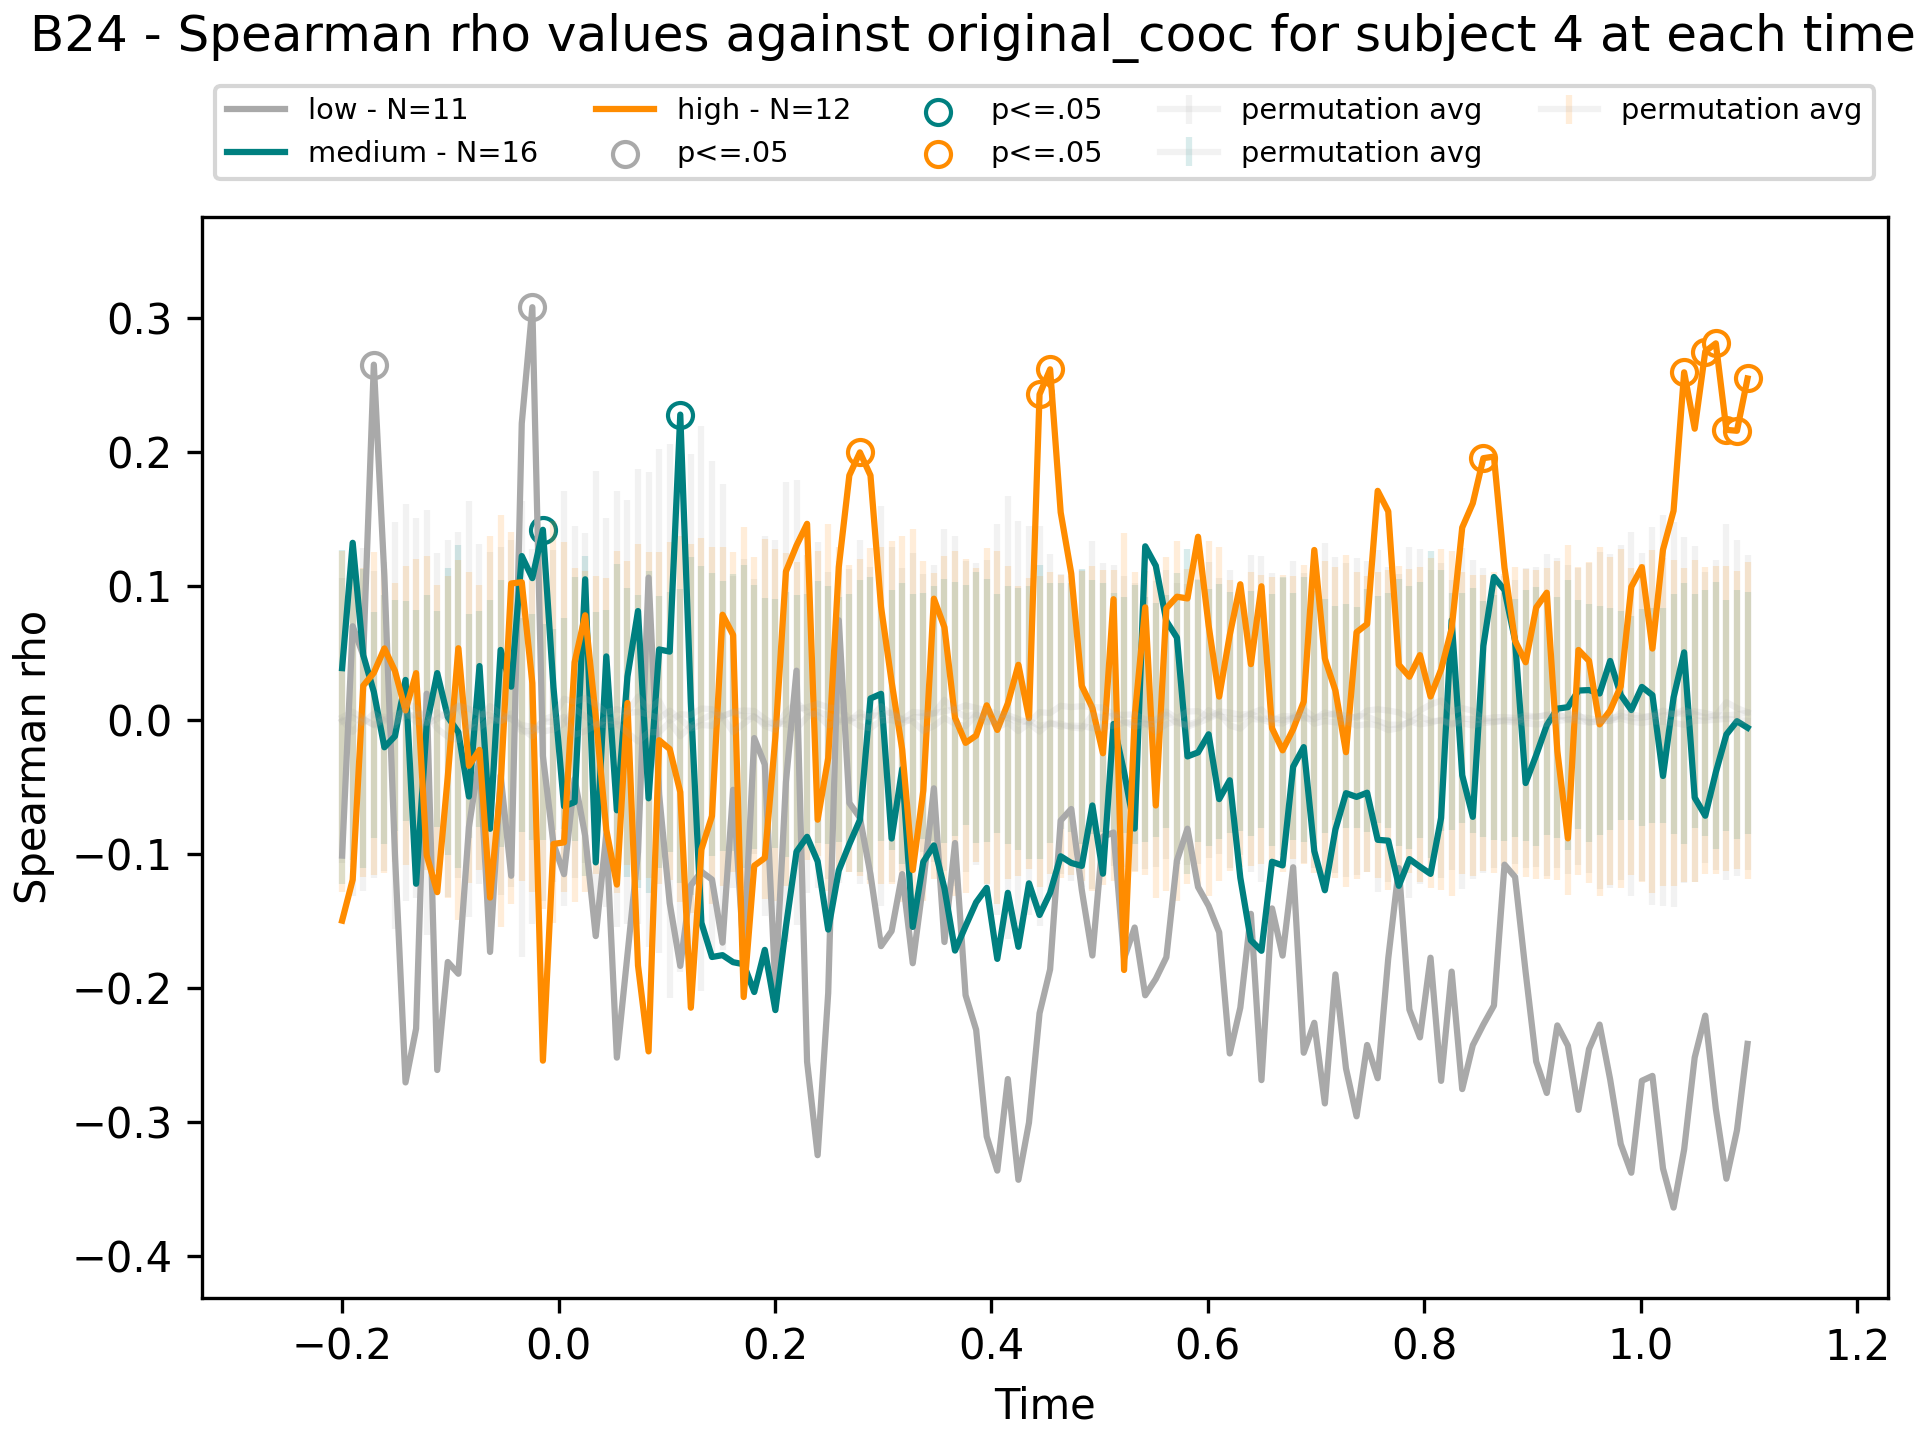 B24 - Spearman rho values against original_cooc for subject 4 at each time
low - N=11 high - N=12 p<=.05 permutation avg permutation avg
medium - N=16 p<=.05 p<=.05 permutation avg
Spearman rho
0.3
0.2
0.1
0.0
−0.1
−0.2
−0.3
−0.4
−0.2 0.0 0.2 0.4 0.6 0.8 1.0 1.2
Time